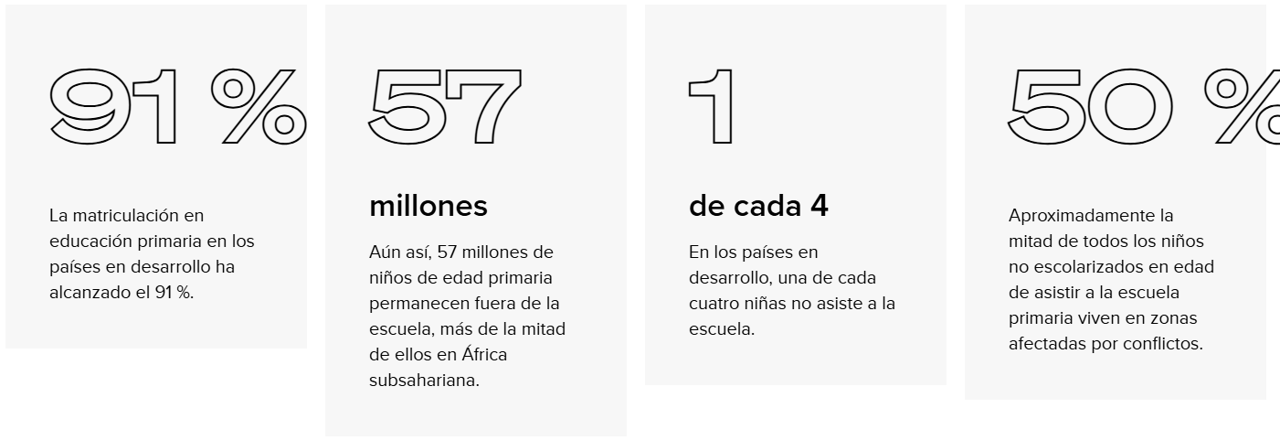 91 %
La matriculación en
educación primaria en los
países en desarrollo ha
alcanzado el 91 %.
57
millones
Aún así, 57 millones de
niños de edad primaria
permanecen fuera de la
escuela, más de la mitad
de ellos en África
subsahariana.
1
de cada 4
En los países en
desarrollo, una de cada
cuatro niñas no asiste a la
escuela.
50 %
Aproximadamente la
mitad de todos los niños
no escolarizados en edad
de asistir a la escuela
primaria viven en zonas
afectadas por conflictos.